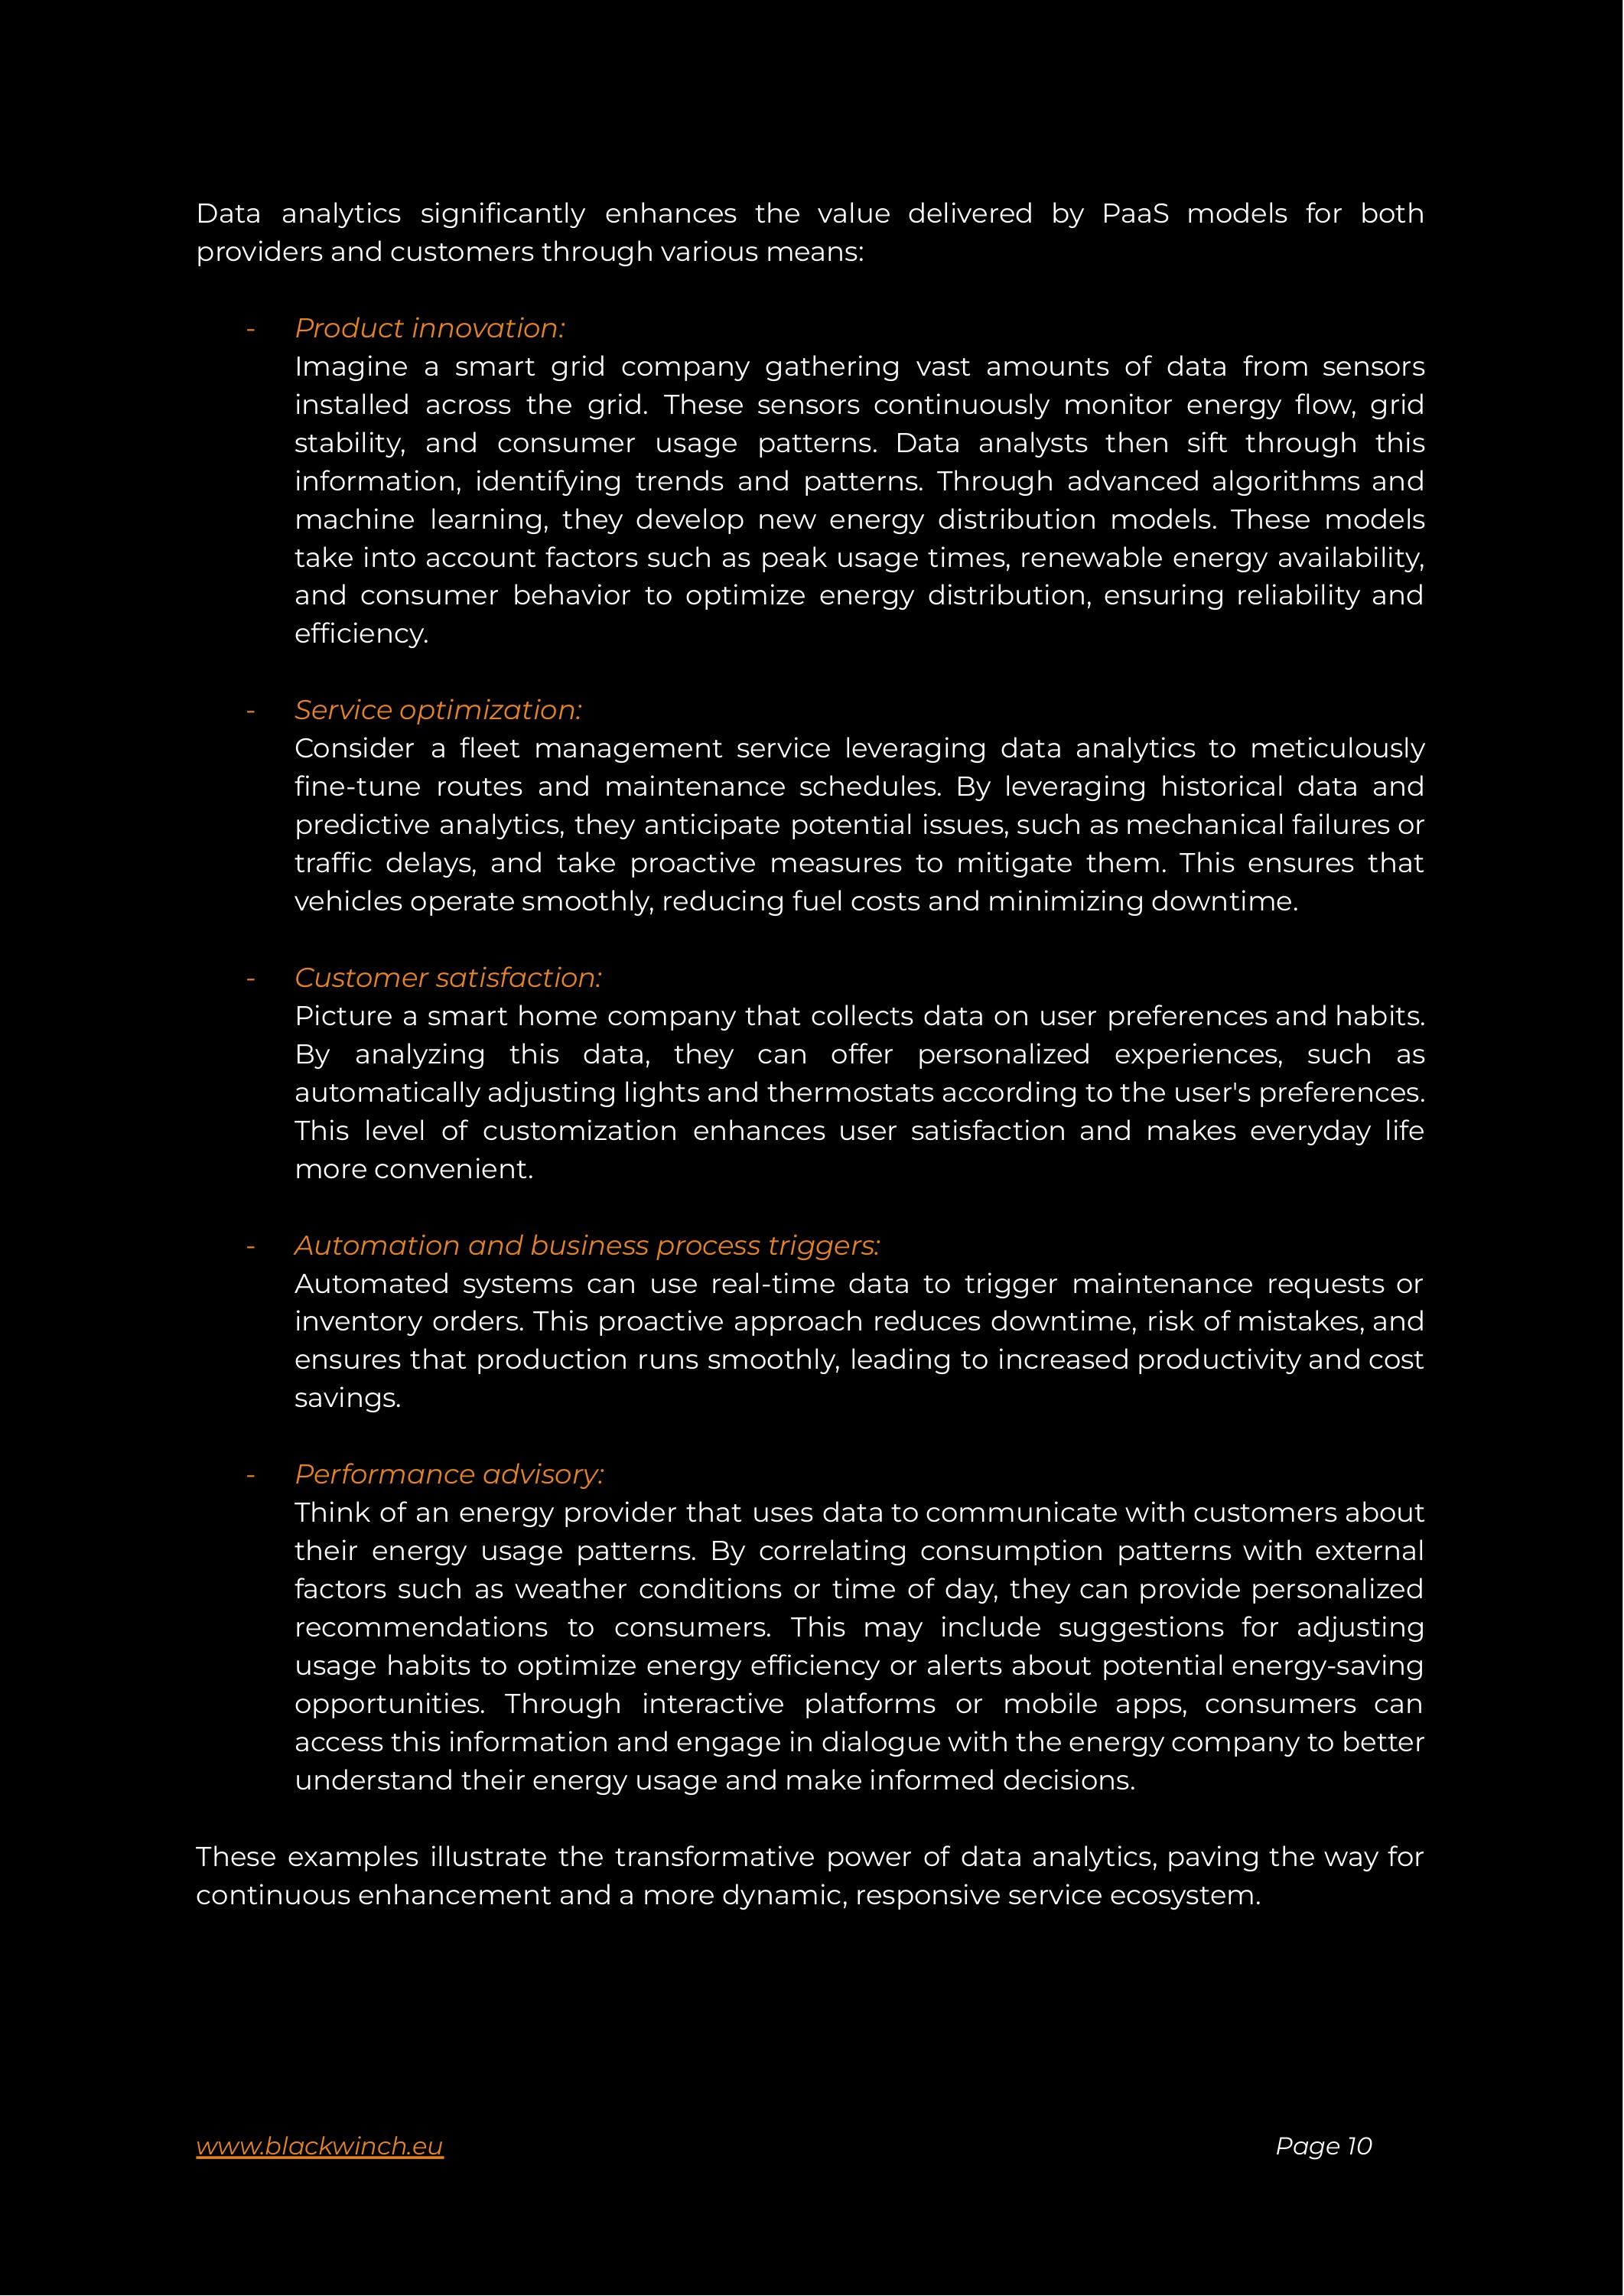 Data analytics significantly enhances the value delivered by PaaS models for both
providers and customers through various means:
- Product innovation:
Imagine a smart grid company gathering vast amounts of data from sensors
installed across the grid. These sensors continuously monitor energy flow, grid
stability, and consumer usage patterns. Data analysts then sift through this
information, identifying trends and patterns. Through advanced algorithms and
machine learning, they develop new energy distribution models. These models
take into account factors such as peak usage times, renewable energy availability,
and consumer behavior to optimize energy distribution, ensuring reliability and
efficiency.
- Service optimization:
Consider a fleet management service leveraging data analytics to meticulously
fine-tune routes and maintenance schedules. By leveraging historical data and
predictive analytics, they anticipate potential issues, such as mechanical failures or
traffic delays, and take proactive measures to mitigate them. This ensures that
vehicles operate smoothly, reducing fuel costs and minimizing downtime.
- Customer satisfaction:
Picture a smart home company that collects data on user preferences and habits.
By analyzing this data, they can offer personalized experiences, such as
automatically adjusting lights and thermostats according to the user's preferences.
This level of customization enhances user satisfaction and makes everyday life
more convenient.
- Automation and business process triggers:
Automated systems can use real-time data to trigger maintenance requests or
inventory orders. This proactive approach reduces downtime, risk of mistakes, and
ensures that production runs smoothly, leading to increased productivity and cost
savings.
- Performance advisory:
Think of an energy provider that uses data to communicate with customers about
their energy usage patterns. By correlating consumption patterns with external
factors such as weather conditions or time of day, they can provide personalized
recommendations to consumers. This may include suggestions for adjusting
usage habits to optimize energy efficiency or alerts about potential energy-saving
opportunities. Through interactive platforms or mobile apps, consumers can
access this information and engage in dialogue with the energy company to better
understand their energy usage and make informed decisions.
These examples illustrate the transformative power of data analytics, paving the way for
continuous enhancement and a more dynamic, responsive service ecosystem.
www.blackwinch.eu
Page 10